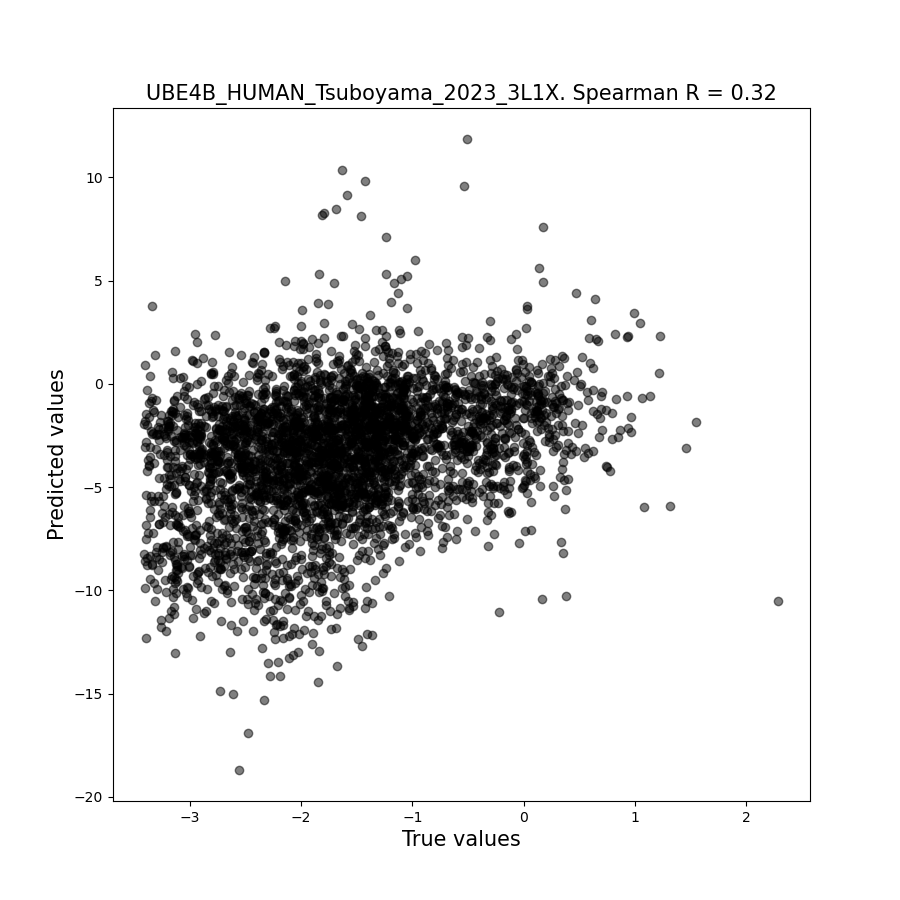 UBE4B_HUMAN_Tsuboyama_2023_3L1X. Spearman R = 0.32
10
5
0
−5
−10
−15
−20
Predicted values
−3 −2 −1 0 1 2
True values